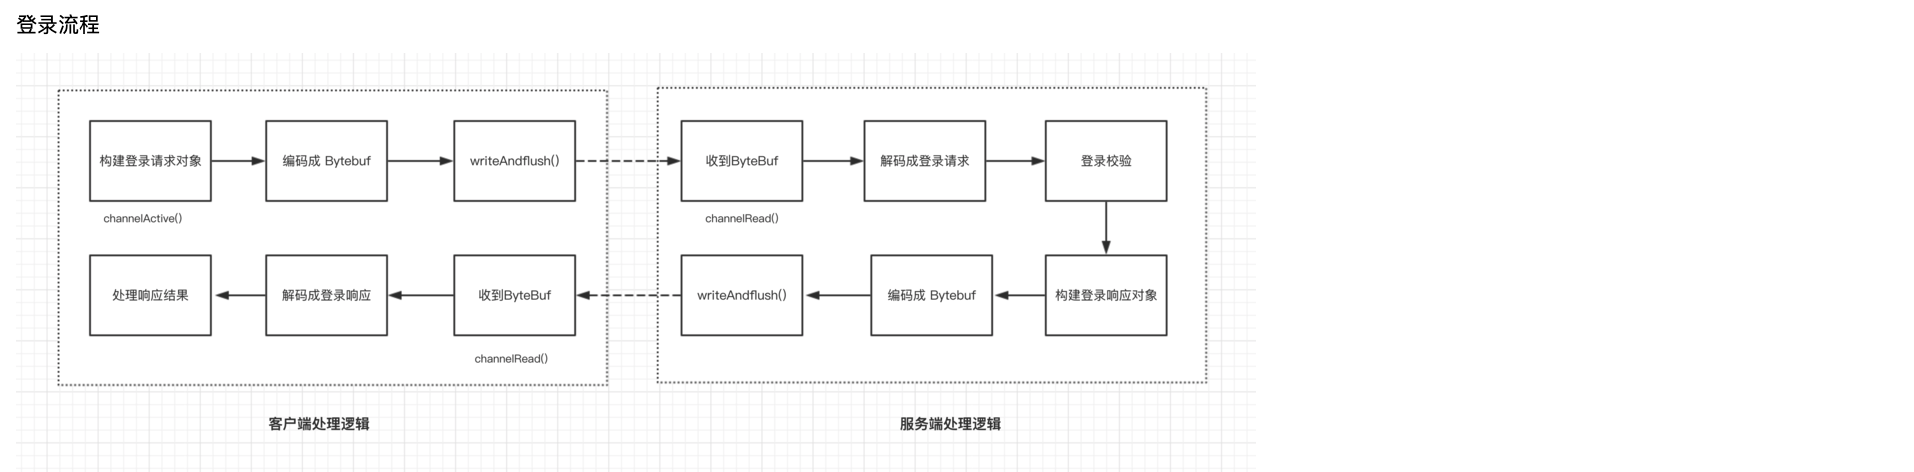 登录流程
构建登录请求对象
编码成 Bytebuf
writeAndflush()
收到ByteBuf
解码成登录请求
登录校验
channelActive()
channelRead()
处理响应结果
解码成登录响应
收到ByteBuf
writeAndflush()
编码成 Bytebuf
构建登录响应对象
channelRead()
客户端处理逻辑
服务端处理逻辑